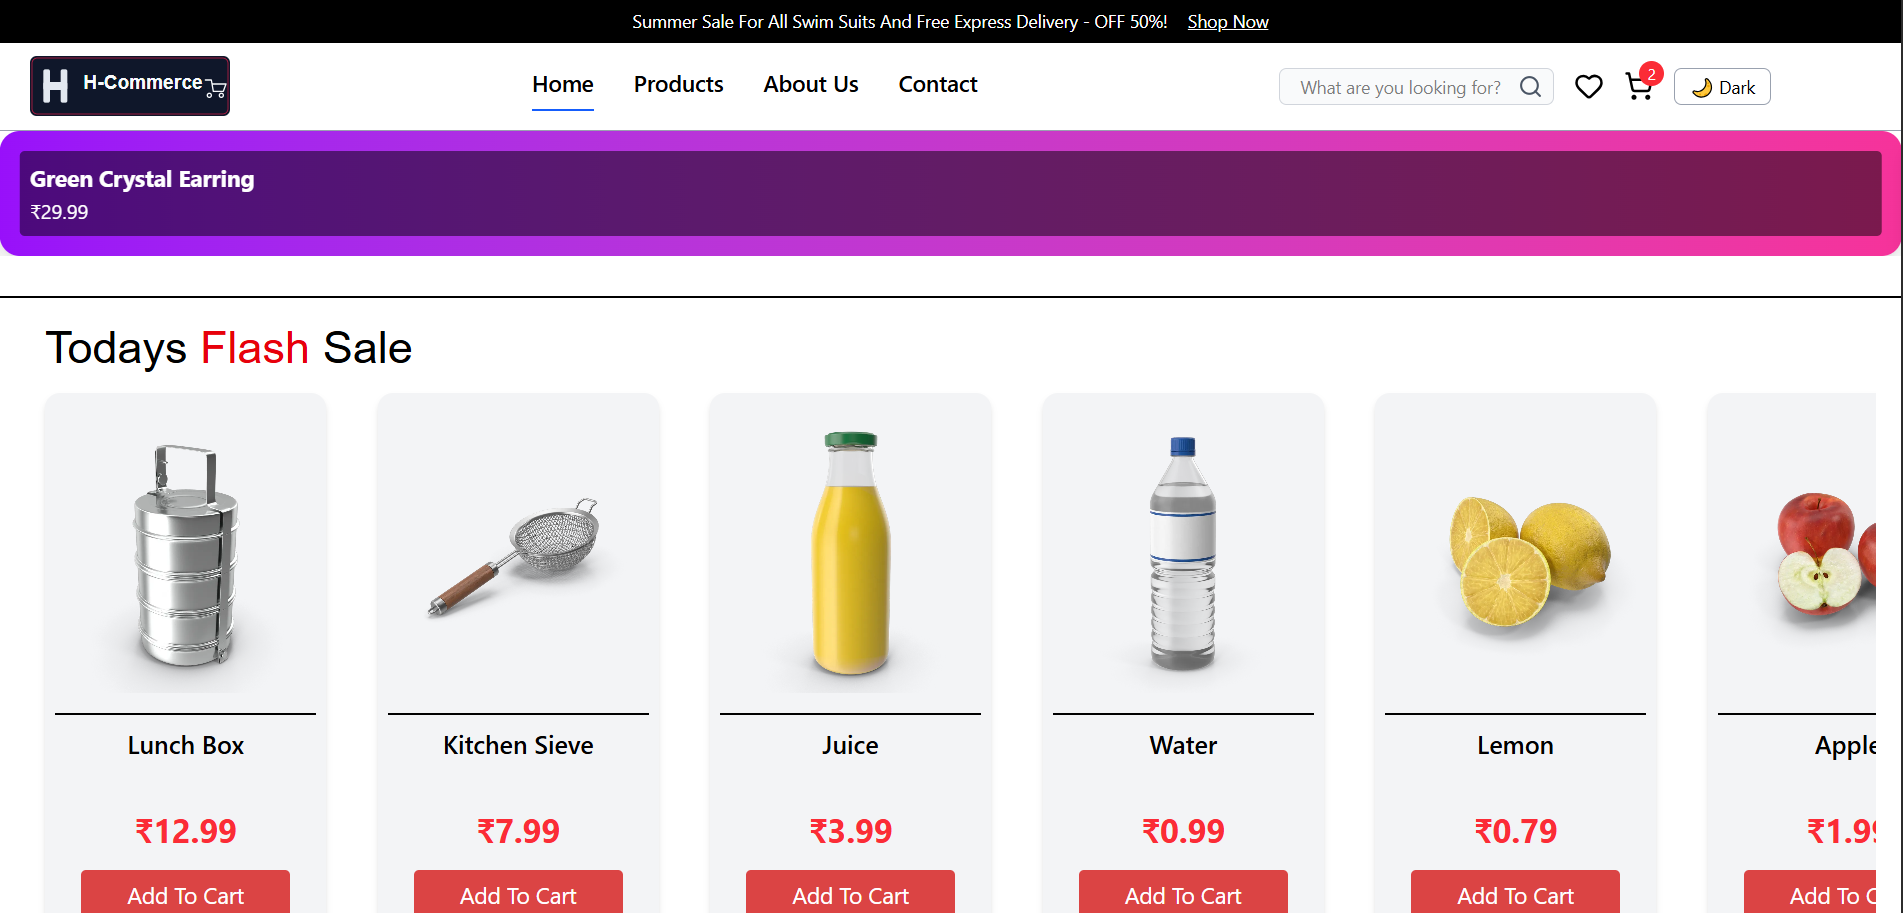 Summer Sale For All Swim Suits And Free Express Delivery - OFF 50%! Shop Now
H H-Commerce
Home Products About Us Contact
What are you looking for?
2
Dark
Green Crystal Earring
₹29.99
Todays Flash Sale
Lunch Box
₹12.99
Add To Cart
Kitchen Sieve
₹7.99
Add To Cart
Juice
₹3.99
Add To Cart
Water
₹0.99
Add To Cart
Lemon
₹0.79
Add To Cart
Apple
₹1.99
Add To C